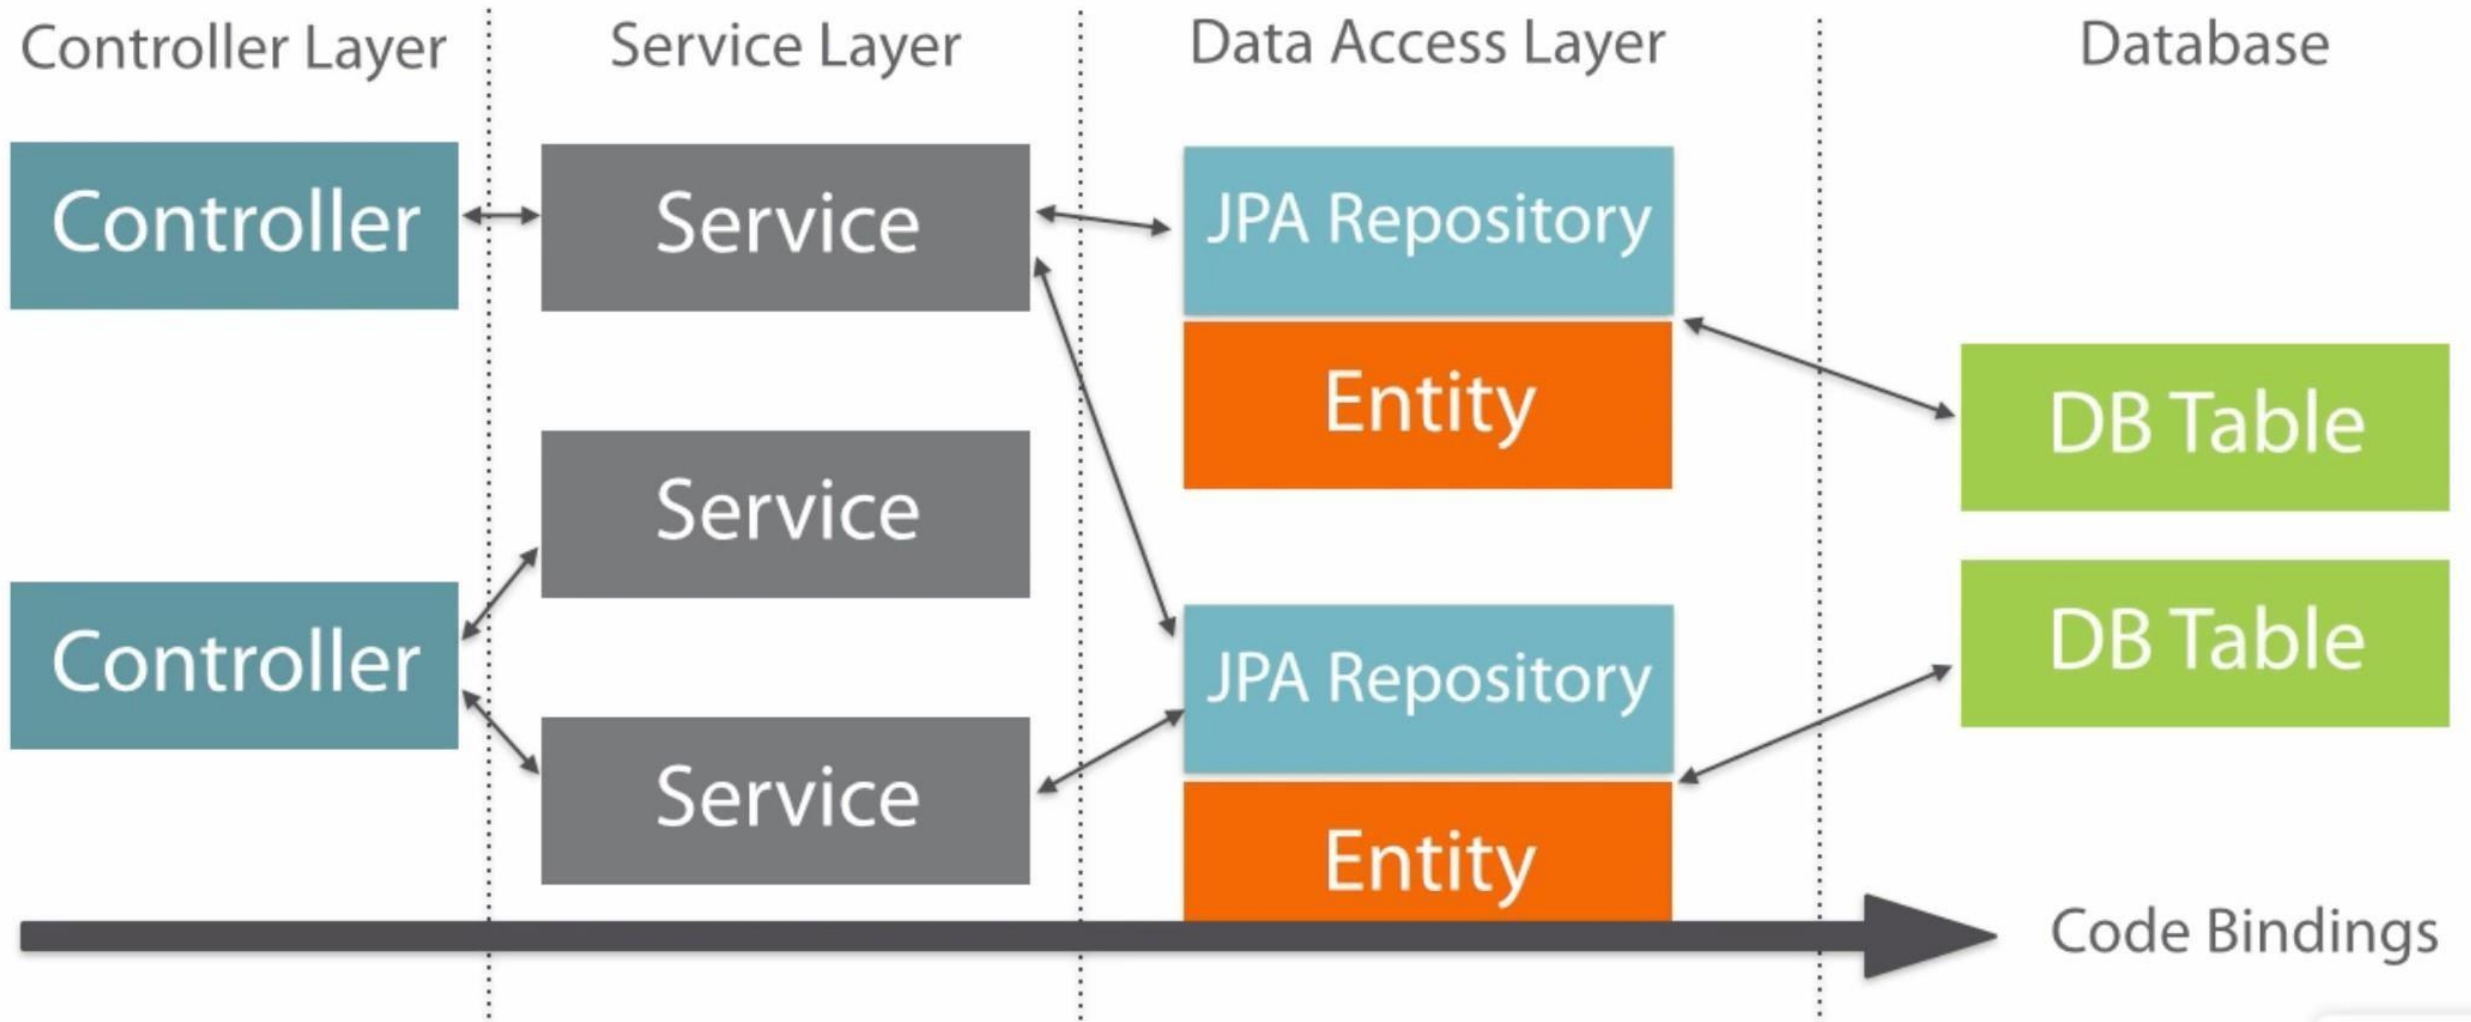 Controller Layer
Service Layer
Data Access Layer
Database
Controller
Service
JPA Repository
Entity
DB Table
Service
Controller
DB Table
JPA Repository
Service
Entity
Code Bindings